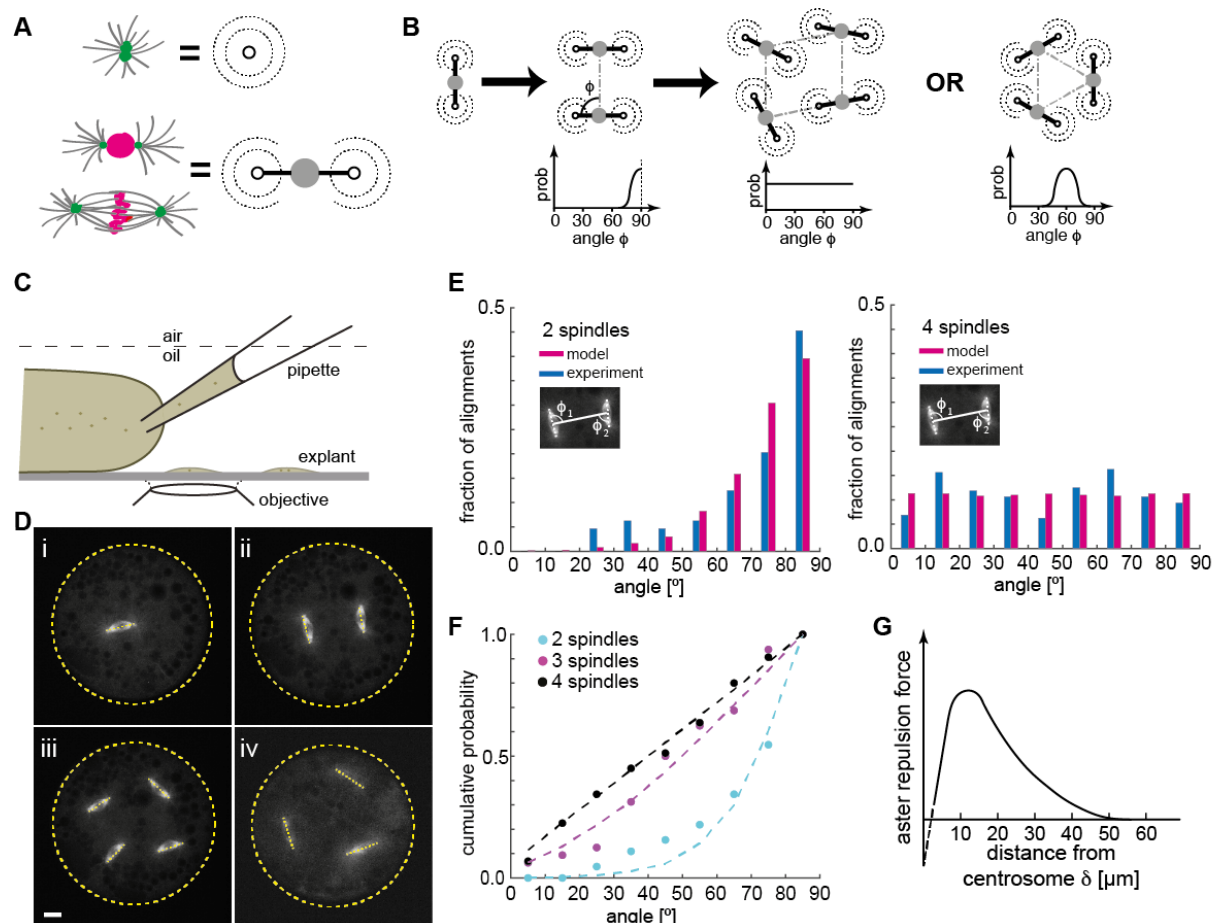 A
=
=
B
ϕ
OR
prob
0 30 60 90
angle ϕ
prob
0 30 60 90
angle ϕ
prob
0 30 60 90
angle ϕ
C
air
oil
pipette
explant
objective
D
i
ii
iii
iv
E
0.5
2 spindles
model
experiment
ϕ1
ϕ2
fraction of alignments
0.0
0 10 20 30 40 50 60 70 80 90
angle [º]
0.5
4 spindles
model
experiment
ϕ1
ϕ2
fraction of alignments
0.0
0 10 20 30 40 50 60 70 80 90
angle [º]
F
1.0
2 spindles
3 spindles
4 spindles
cumulative probability
0.5
0.0
0 10 20 30 40 50 60 70 80 90
angle [º]
G
aster repulsion force
10 20 30 40 50 60
distance from
centrosome δ [µm]